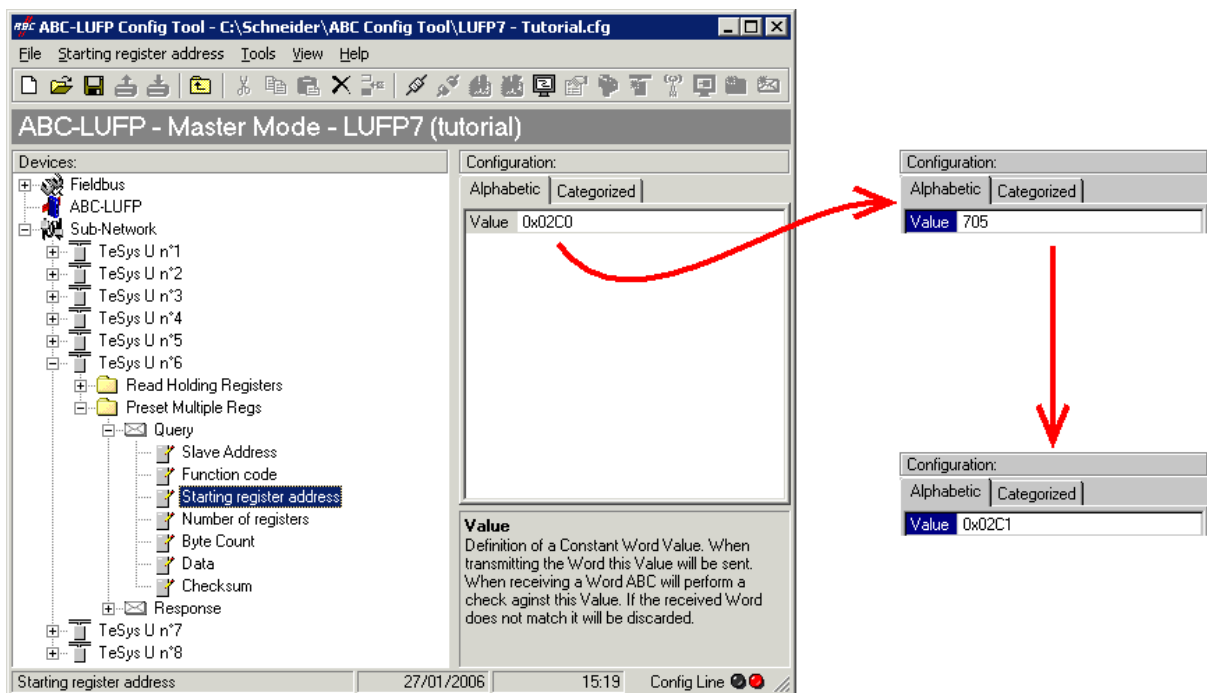 ABC-LUFP Config Tool - C:\Schneider\ABC Config Tool\LUFP7 - Tutorial.cfg
File Starting register address Tools View Help
ABC-LUFP - Master Mode - LUFP7 (tutorial)
Devices:
Fieldbus
ABC-LUFP
Sub-Network
TeSys U n°1
TeSys U n°2
TeSys U n°3
TeSys U n°4
TeSys U n°5
TeSys U n°6
Read Holding Registers
Preset Multiple Regs
Query
Slave Address
Function code
Starting register address
Number of registers
Byte Count
Data
Checksum
Response
TeSys U n°7
TeSys U n°8
Configuration:
Alphabetic Categorized
Value 0x02C0
Value
Definition of a Constant Word Value. When
transmitting the Word this Value will be sent.
When receiving a Word ABC will perform a
check aginst this Value. If the received Word
does not match it will be discarded.
Starting register address 27/01/2006 15:19 Config Line
Configuration:
Alphabetic Categorized
Value 705
Configuration:
Alphabetic Categorized
Value 0x02C1